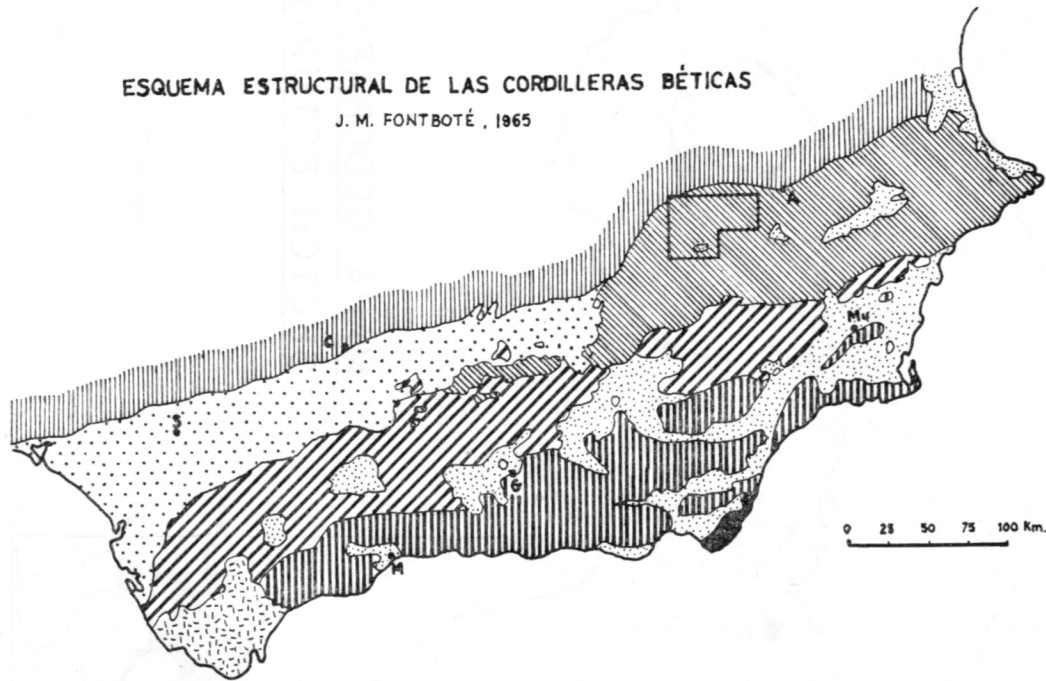 ESQUEMA ESTRUCTURAL DE LAS CORDILLERAS BÉTICAS
J. M. FONTBOTÉ, 1965
A
Mu
C
S
G
0 25 50 75 100 Km.
M